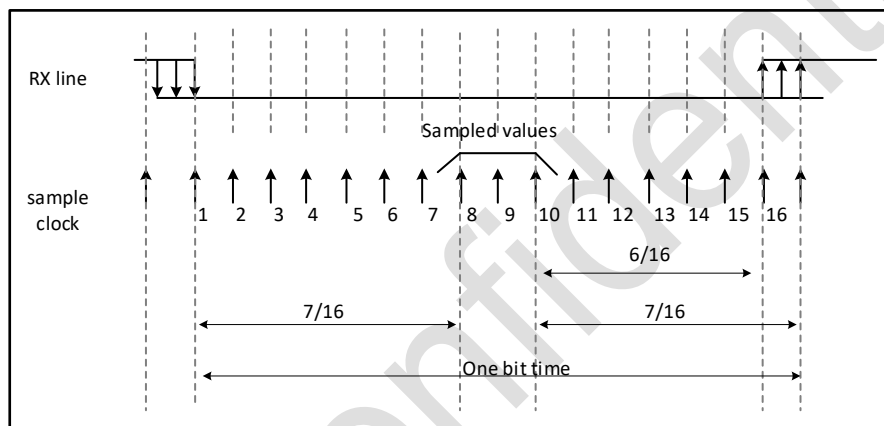 RX line
Sampled values
sample
clock
1 2 3 4 5 6 7 8 9 10 11 12 13 14 15 16
6/16
7/16 7/16
One bit time
onfident